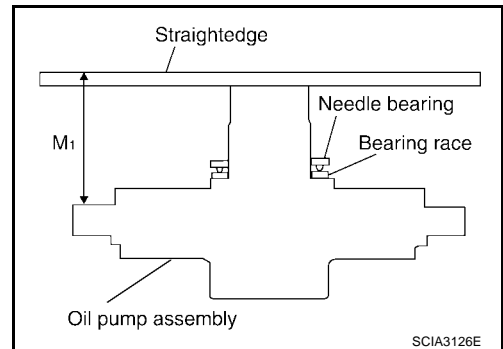 Straightedge
Needle bearing
M1
Bearing race
Oil pump assembly
SCIA3126E